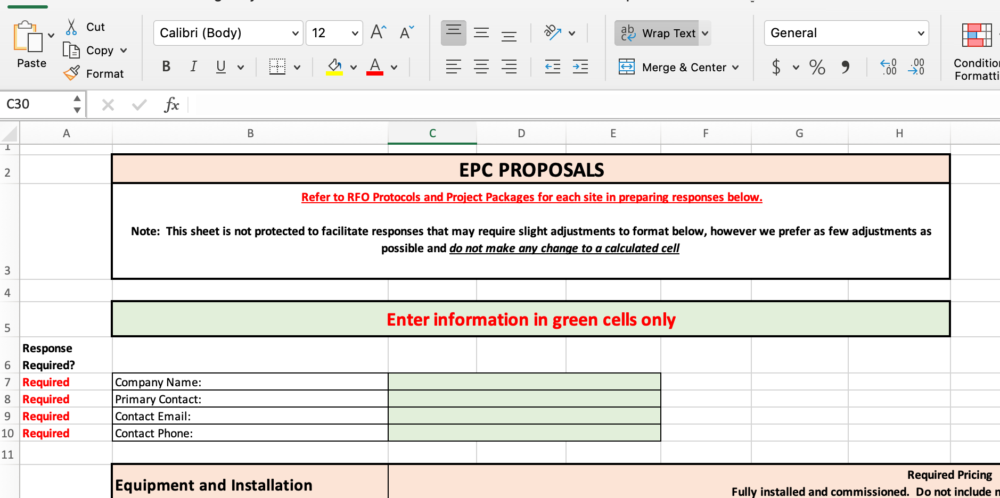 Cut
Calibri (Body)
12
Wrap Text
General
Copy
Paste
Format
B I U
A
Merge & Center
$ % 
.00
.00
Conditio
Formatti
C30
fx
A B C D E F G H
1
2 EPC PROPOSALS
Refer to RFO Protocols and Project Packages for each site in preparing responses below.
Note: This sheet is not protected to facilitate responses that may require slight adjustments to format below, however we prefer as few adjustments as
possible and do not make any change to a calculated cell
3
4
5 Enter information in green cells only
Response
6 Required?
7 Required Company Name:
8 Required Primary Contact:
9 Required Contact Email:
10 Required Contact Phone:
11
Required Pricing
Equipment and Installation
Fully installed and commissioned. Do not include